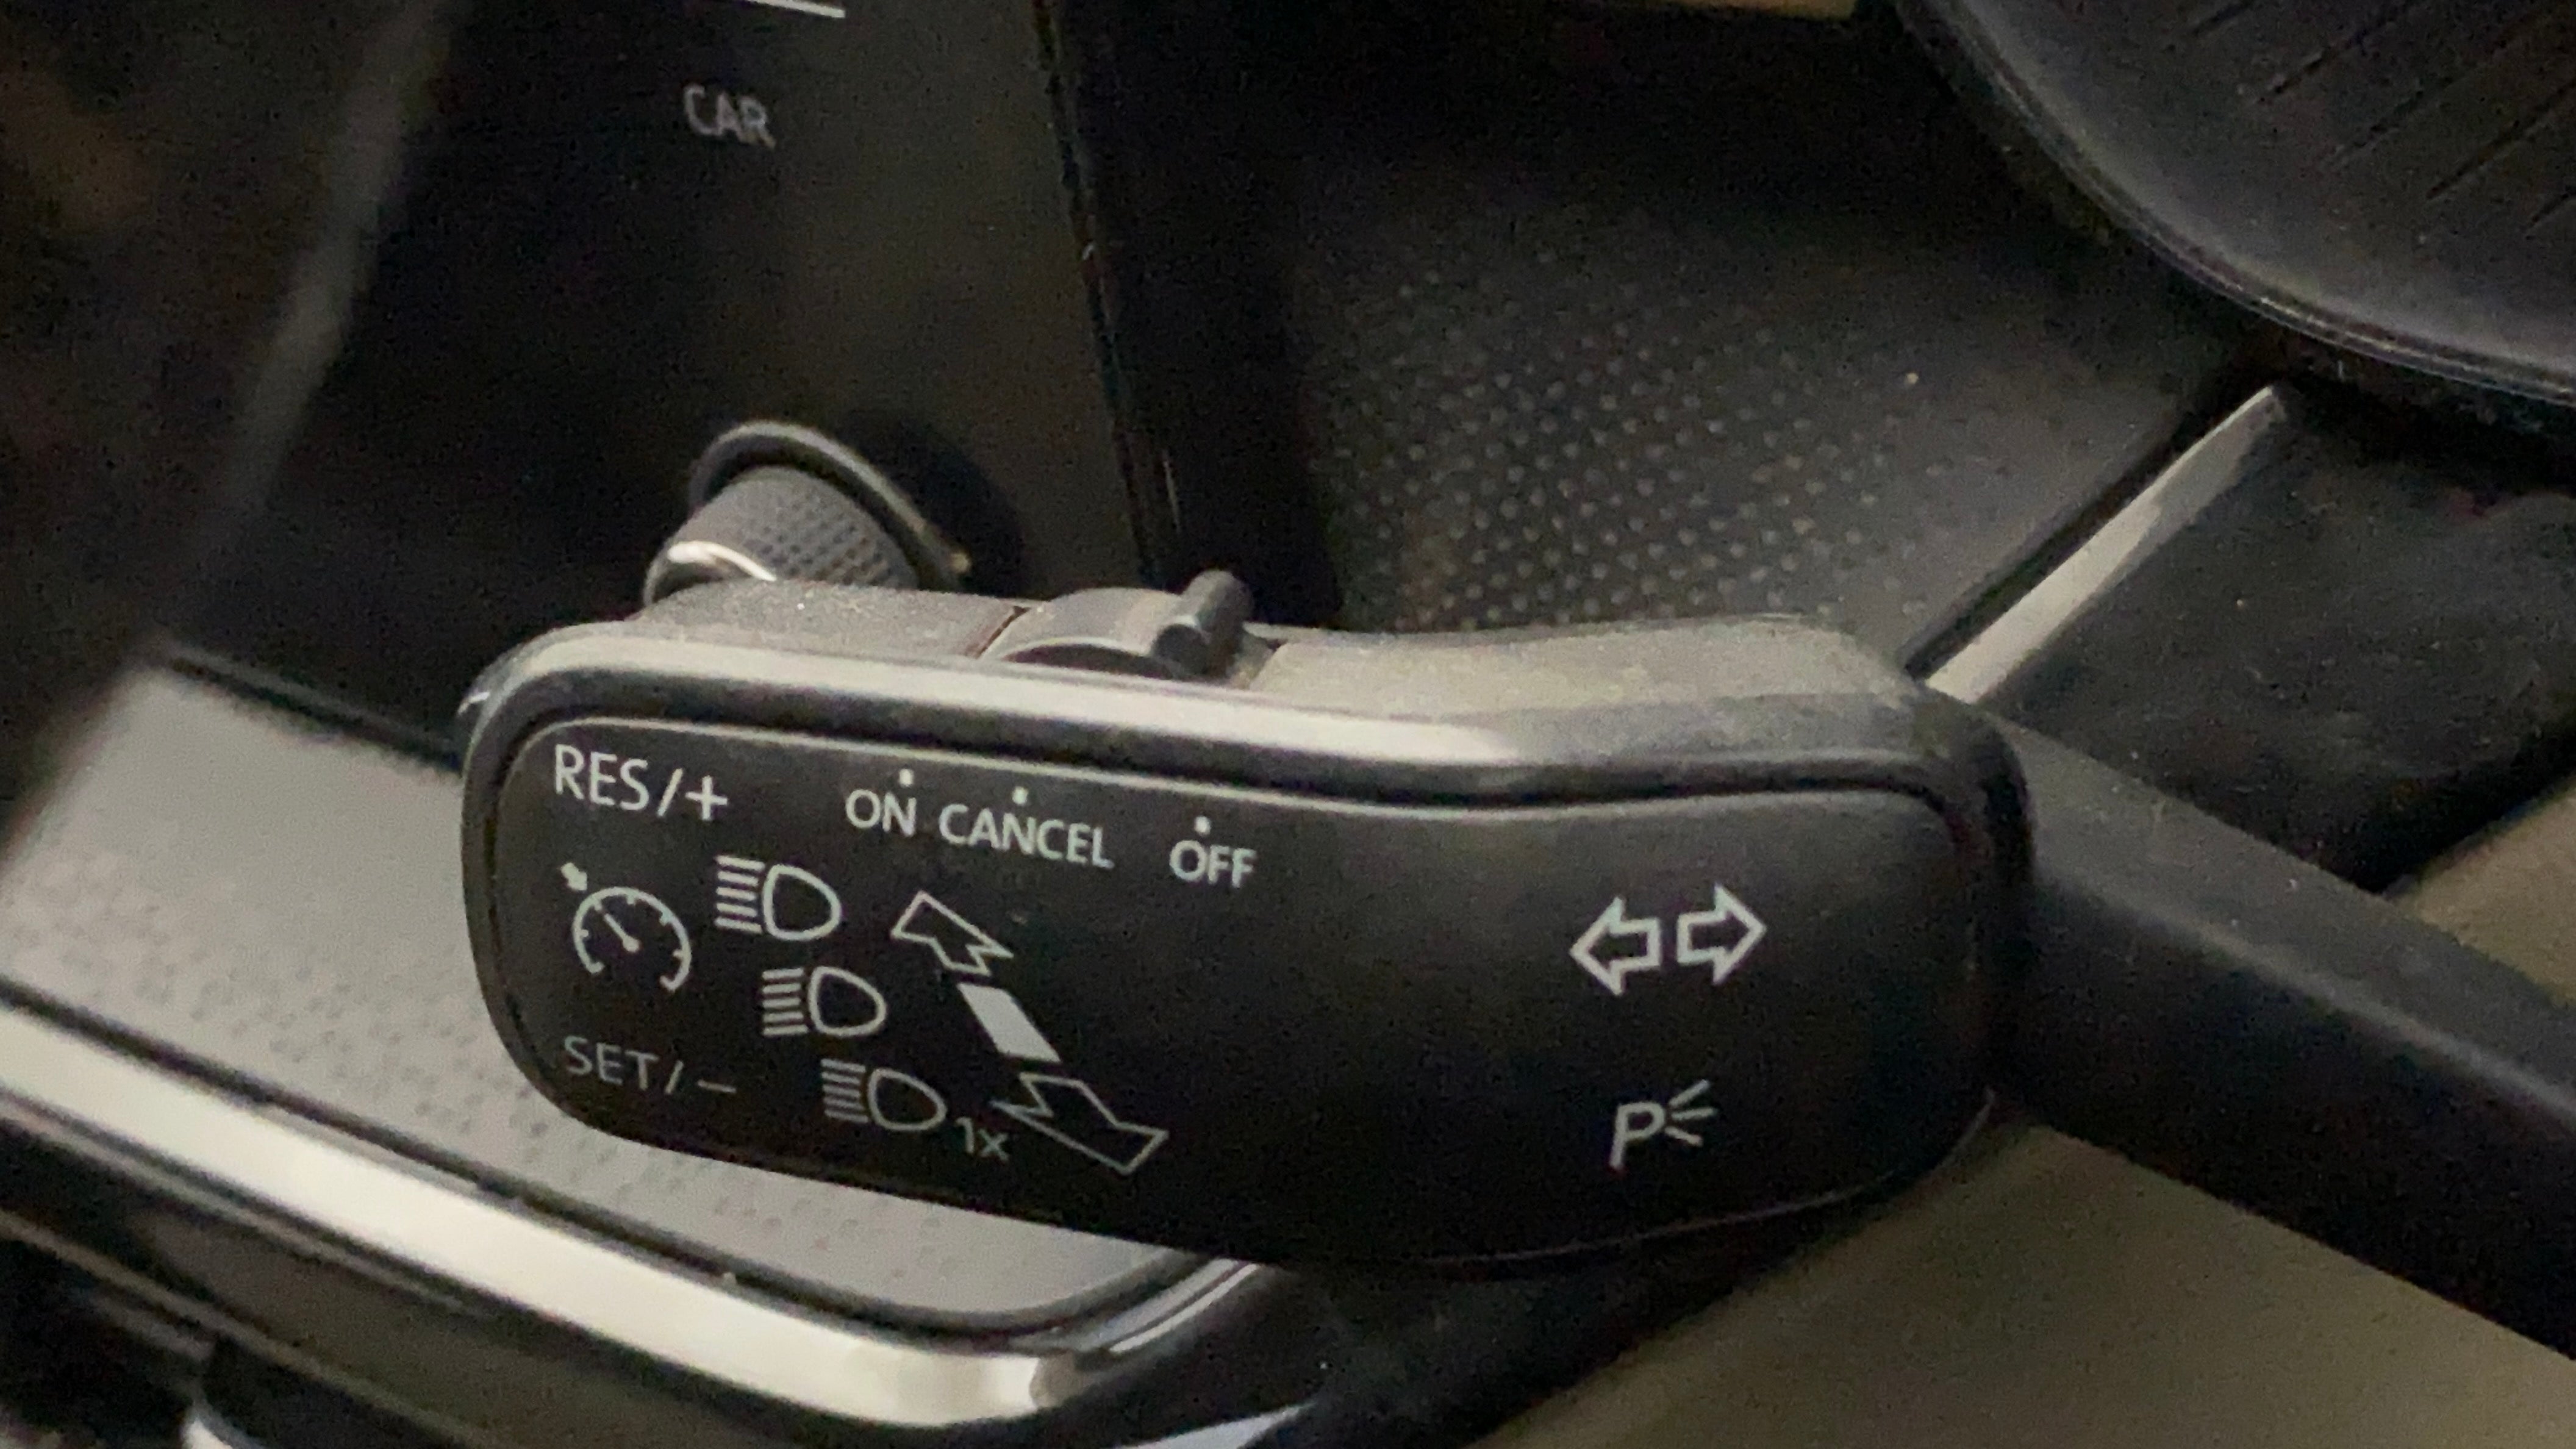 CAR
RES/+
ON CANCEL OFF
SET/−
1x
P